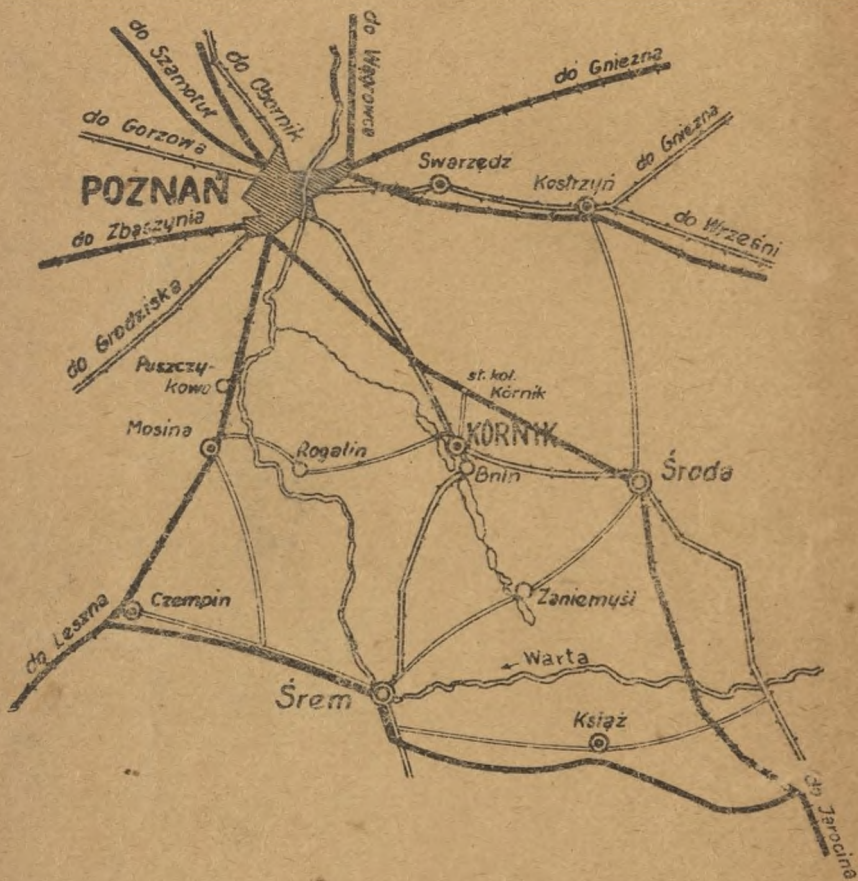 do Szamotuł
do Obornik
do Wągrowca
do Gniezna
do Gorzowa
do Gniezna
Swarzędz
Kostrzyń
POZNAŃ
do Wrześni
do Zbąszynia
do Grodziska
Puszczy-
kowo
st. kol.
Kórnik
Mosina
KÓRNIK
Rogalin
Bnin
Środa
Czempin
Zaniemyśl
do Leszna
Warta
Śrem
Książ
do Jarocina